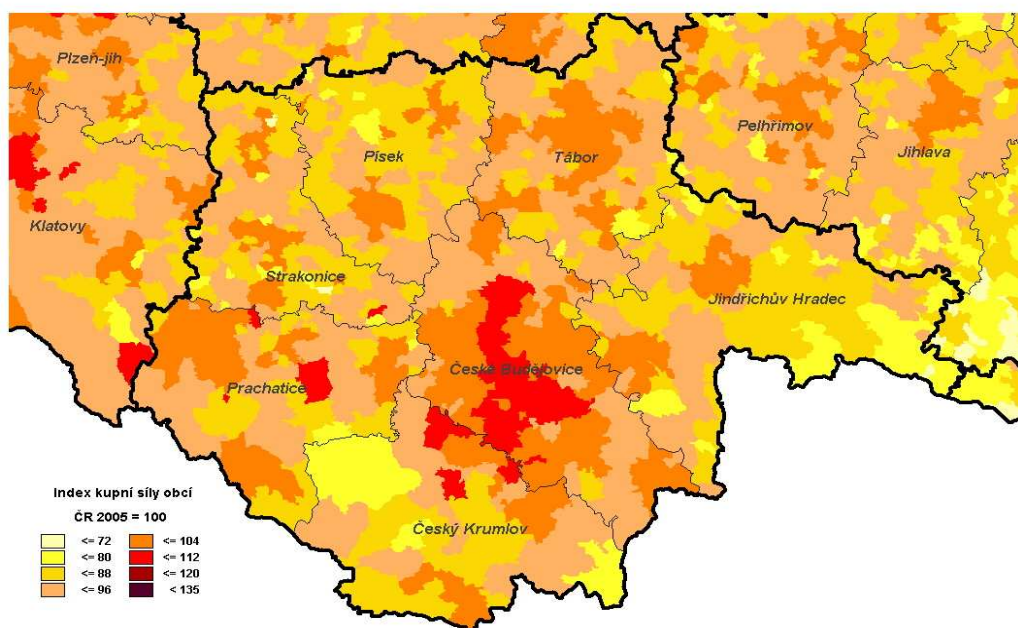 Plzeň-jih
Písek
Tábor
Pelhřimov
Jihlava
Klatovy
Strakonice
Jindřichův Hradec
Prachatice
České Budějovice
Český Krumlov
Index kupní síly obcí
ČR 2005 = 100
<= 72
<= 104
<= 80
<= 112
<= 88
<= 120
<= 96
< 135